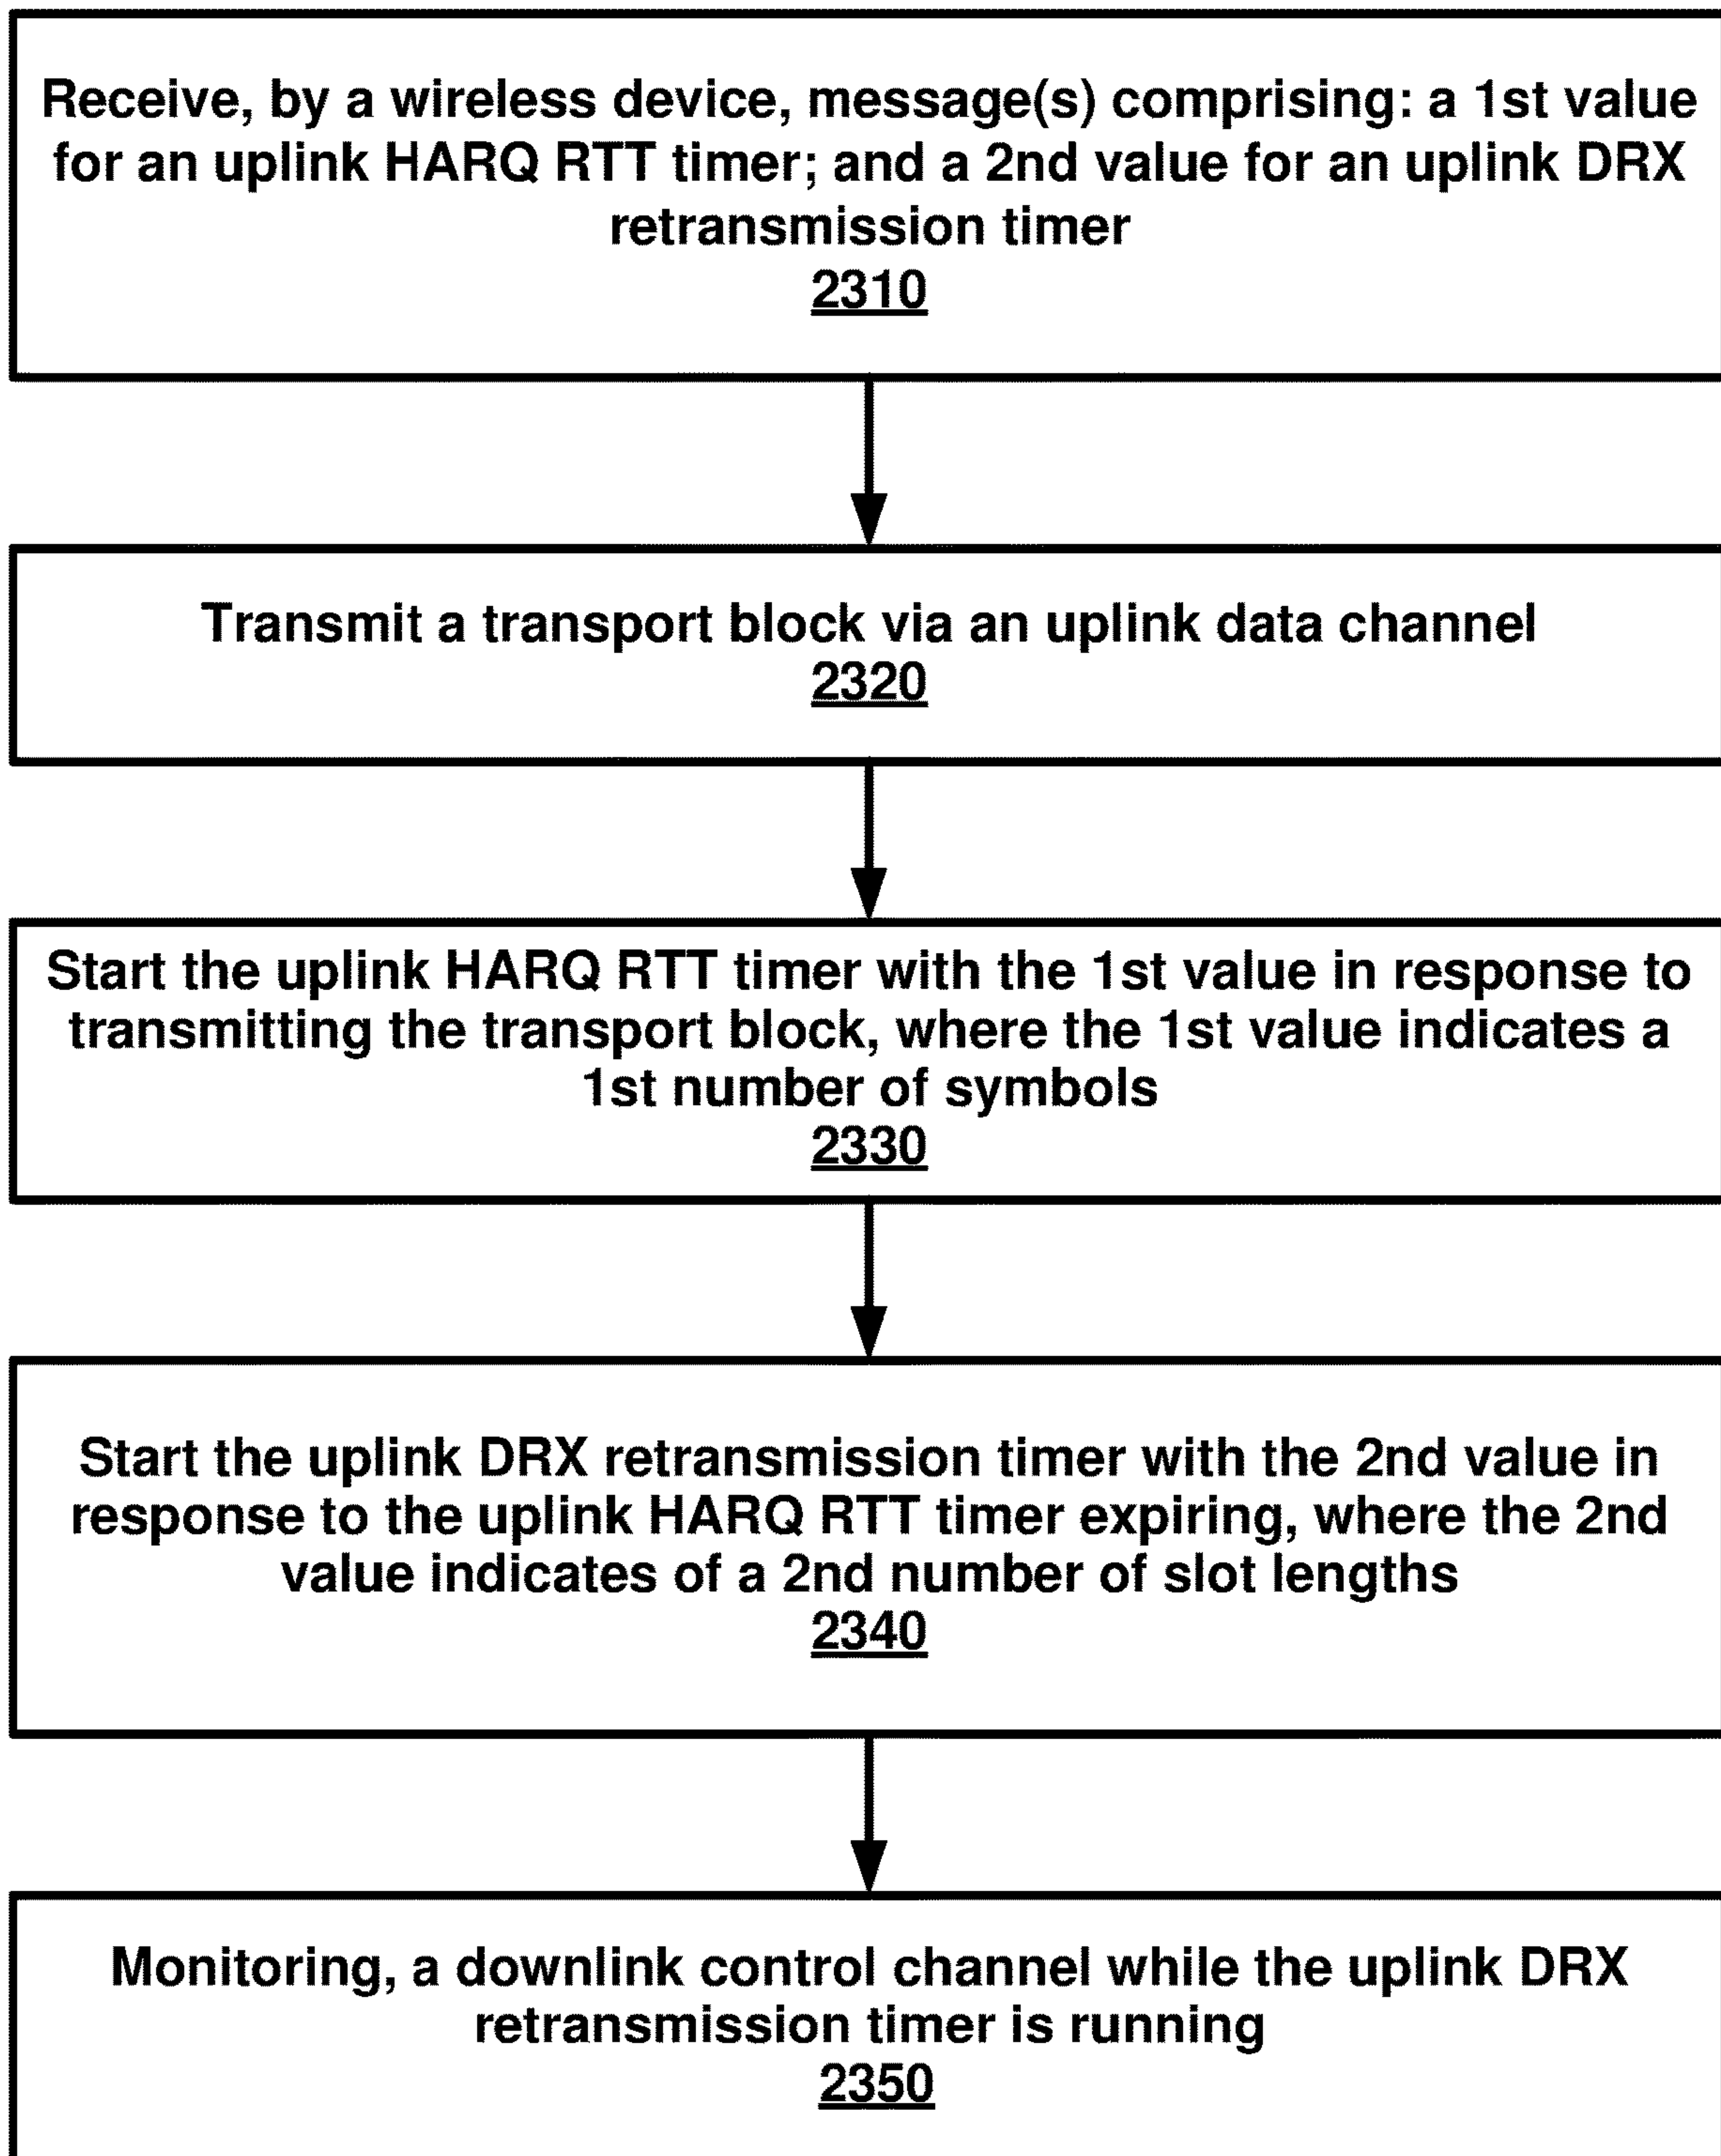 Receive, by a wireless device, message(s) comprising: a 1st value
for an uplink HARQ RTT timer; and a 2nd value for an uplink DRX
retransmission timer
2310
Transmit a transport block via an uplink data channel
2320
Start the uplink HARQ RTT timer with the 1st value in response to
transmitting the transport block, where the 1st value indicates a
1st number of symbols
2330
Start the uplink DRX retransmission timer with the 2nd value in
response to the uplink HARQ RTT timer expiring, where the 2nd
value indicates of a 2nd number of slot lengths
2340
Monitoring, a downlink control channel while the uplink DRX
retransmission timer is running
2350